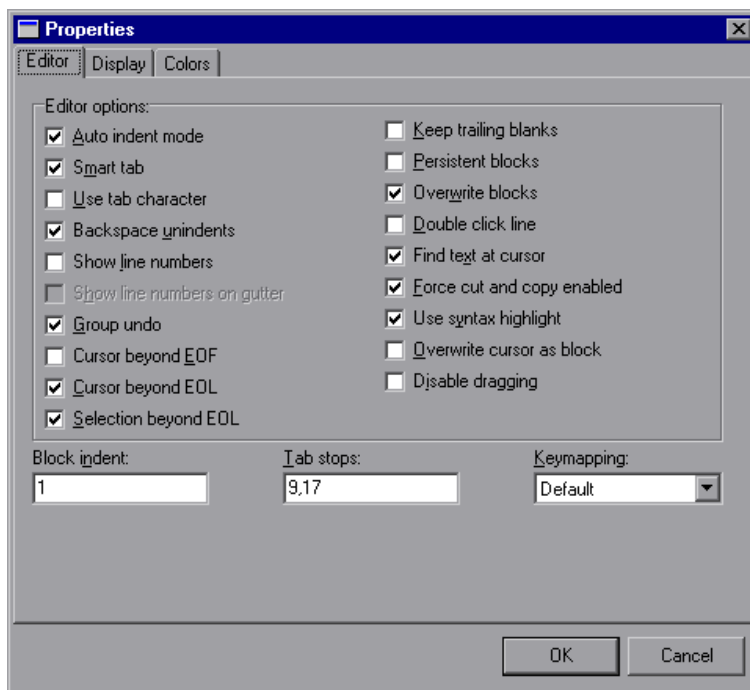 Properties
Editor Display Colors
Editor options:
Auto indent mode
Smart tab
Use tab character
Backspace unindents
Show line numbers
Show line numbers on gutter
Group undo
Cursor beyond EOF
Cursor beyond EOL
Selection beyond EOL
Keep trailing blanks
Persistent blocks
Overwrite blocks
Double click line
Find text at cursor
Force cut and copy enabled
Use syntax highlight
Overwrite cursor as block
Disable dragging
Block indent: Tab stops: Keymapping:
1 9,17 Default
OK Cancel